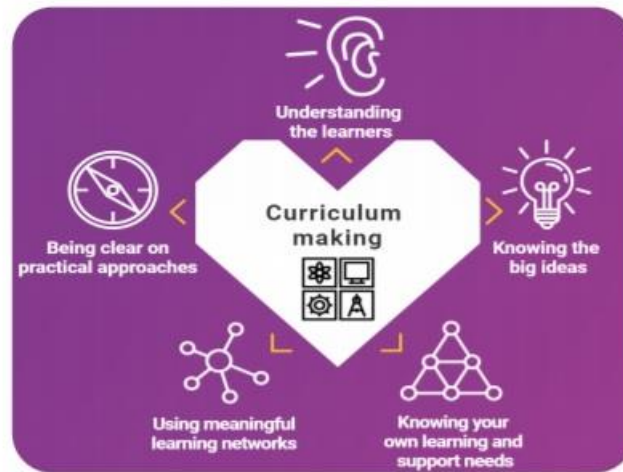 Understanding
the learners
Curriculum
making
Being clear on
practical approaches
Knowing the
big ideas
Using meaningful
learning networks
Knowing your
own learning and
support needs